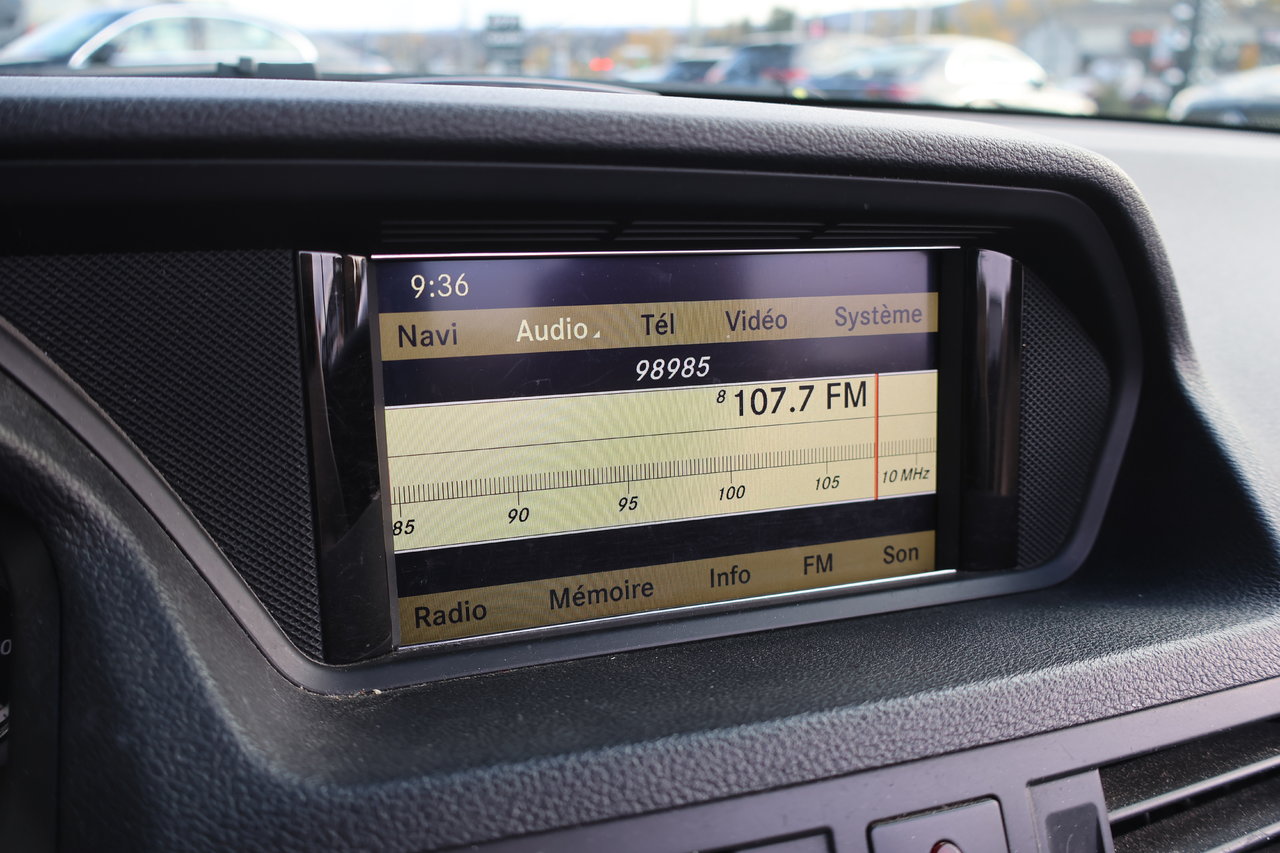 9:36
Navi Audio Tél Vidéo Système
98985
8 107.7 FM
85 90 95 100 105 10 MHz
Radio Mémoire Info FM Son